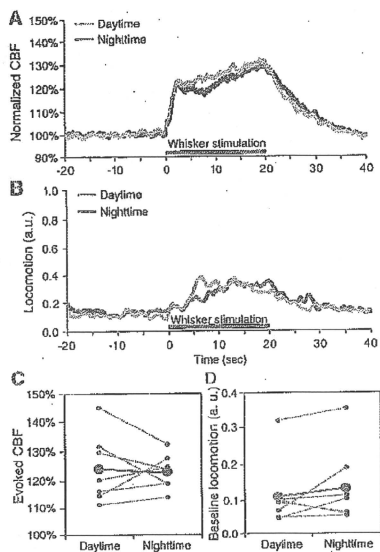 A
Daytime
Nighttime
Normalized CBF
150%
140%
130%
120%
110%
100%
90%
Whisker stimulation
-20 -10 0 10 20 30 40
B
Daytime
Nighttime
Locomotion (a.u.)
1.0
0.8
0.6
0.4
0.2
0.0
Whisker stimulation
-20 -10 0 10 20 30 40
Time (sec)
C
Evoked CBF
150%
140%
130%
120%
110%
100%
Daytime Nighttime
D
Baseline locomotion (a. u.)
0.4
0.3
0.2
0.1
0
Daytime Nighttime